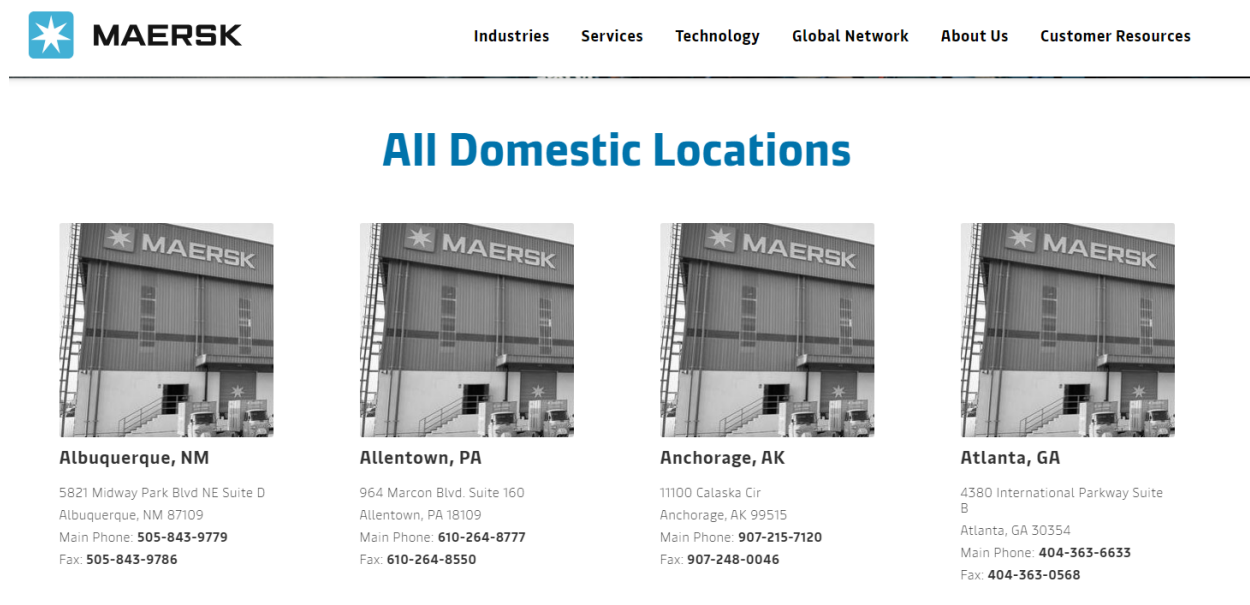 MAERSK
Industries Services Technology Global Network About Us Customer Resources
All Domestic Locations
MAERSK
MAERSK
MAERSK
MAERSK
Albuquerque, NM
5821 Midway Park Blvd NE Suite D
Albuquerque, NM 87109
Main Phone: 505-843-9779
Fax: 505-843-9786
Allentown, PA
964 Marcon Blvd. Suite 160
Allentown, PA 18109
Main Phone: 610-264-8777
Fax: 610-264-8550
Anchorage, AK
11100 Calaska Cir
Anchorage, AK 99515
Main Phone: 907-215-7120
Fax: 907-248-0046
Atlanta, GA
4380 International Parkway Suite
B
Atlanta, GA 30354
Main Phone: 404-363-6633
Fax: 404-363-0568